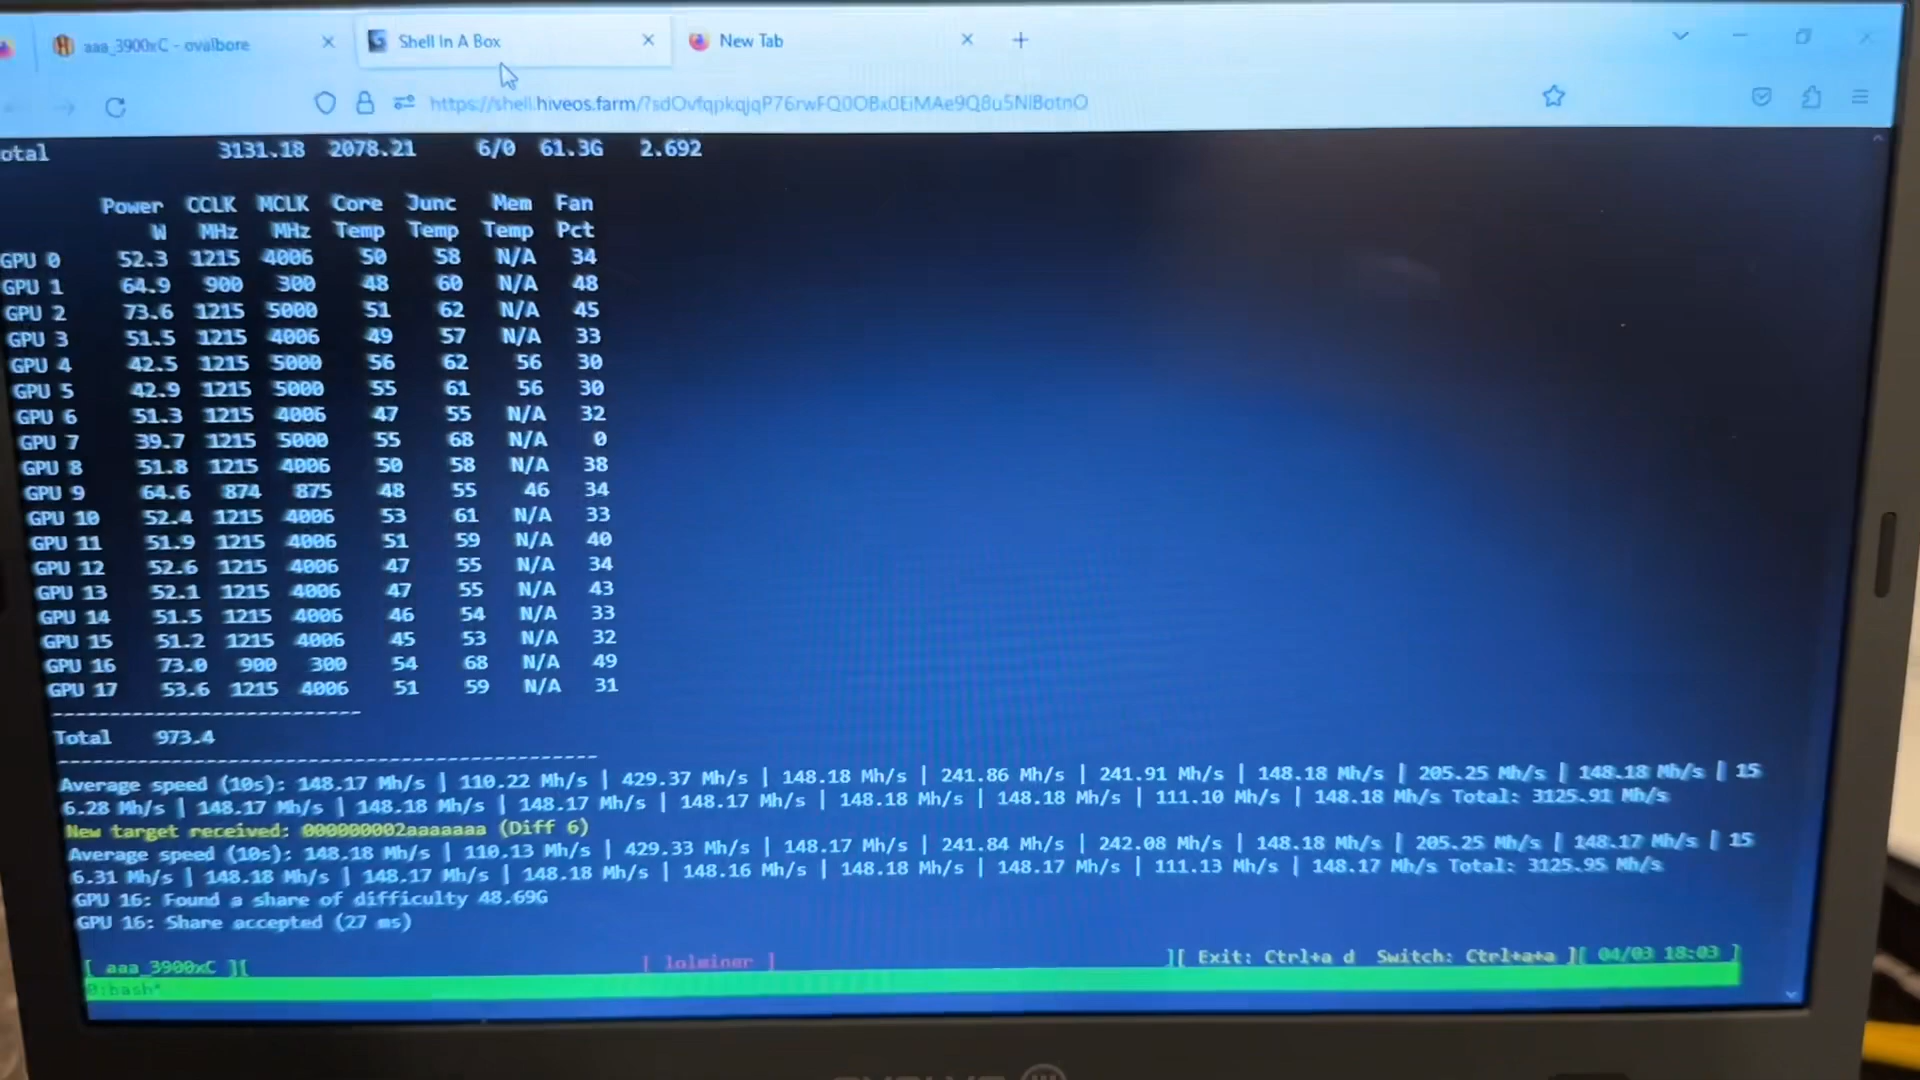 aaa_3900xC - ovalbore
Shell In A Box
New Tab
https://shell.hiveos.farm/?sdOvfqpkqjqP76rwFQ0OBx0EiMAe9Q8u5NIBotnO
otal 3131.18 2078.21 6/0 61.3G 2.692
Power CCLK MCLK Core Junc Mem Fan
W MHz MHz Temp Temp Temp Pct
GPU 0 52.3 1215 4006 50 58 N/A 34
GPU 1 64.9 900 300 48 60 N/A 48
GPU 2 73.6 1215 5000 51 62 N/A 45
GPU 3 51.5 1215 4006 49 57 N/A 33
GPU 4 42.5 1215 5000 56 62 56 30
GPU 5 42.9 1215 5000 55 61 56 30
GPU 6 51.3 1215 4006 47 55 N/A 32
GPU 7 39.7 1215 5000 55 68 N/A 0
GPU 8 51.8 1215 4006 50 58 N/A 38
GPU 9 64.6 874 875 48 55 46 34
GPU 10 52.4 1215 4006 53 61 N/A 33
GPU 11 51.9 1215 4006 51 59 N/A 40
GPU 12 52.6 1215 4006 47 55 N/A 34
GPU 13 52.1 1215 4006 47 55 N/A 43
GPU 14 51.5 1215 4006 46 54 N/A 33
GPU 15 51.2 1215 4006 45 53 N/A 32
GPU 16 73.0 900 300 54 68 N/A 49
GPU 17 53.6 1215 4006 51 59 N/A 31
----------------------------
Total 973.4
--------------------------------------------------
Average speed (10s): 148.17 Mh/s | 110.22 Mh/s | 429.37 Mh/s | 148.18 Mh/s | 241.86 Mh/s | 241.91 Mh/s | 148.18 Mh/s | 205.25 Mh/s | 148.18 Mh/s | 15
6.28 Mh/s | 148.17 Mh/s | 148.18 Mh/s | 148.17 Mh/s | 148.17 Mh/s | 148.18 Mh/s | 148.18 Mh/s | 111.10 Mh/s | 148.18 Mh/s Total: 3125.91 Mh/s
New target received: 000000002aaaaaaa (Diff 6)
Average speed (10s): 148.18 Mh/s | 110.13 Mh/s | 429.33 Mh/s | 148.17 Mh/s | 241.84 Mh/s | 242.08 Mh/s | 148.18 Mh/s | 205.25 Mh/s | 148.17 Mh/s | 15
6.31 Mh/s | 148.18 Mh/s | 148.17 Mh/s | 148.18 Mh/s | 148.16 Mh/s | 148.18 Mh/s | 148.17 Mh/s | 111.13 Mh/s | 148.17 Mh/s Total: 3125.95 Mh/s
GPU 16: Found a share of difficulty 48.69G
GPU 16: Share accepted (27 ms)
[ aaa_3900xC ][ [ lolminer ] ][ Exit: Ctrl+a d Switch: Ctrl+a+a ][ 04/03 18:03 ]
0:bash*